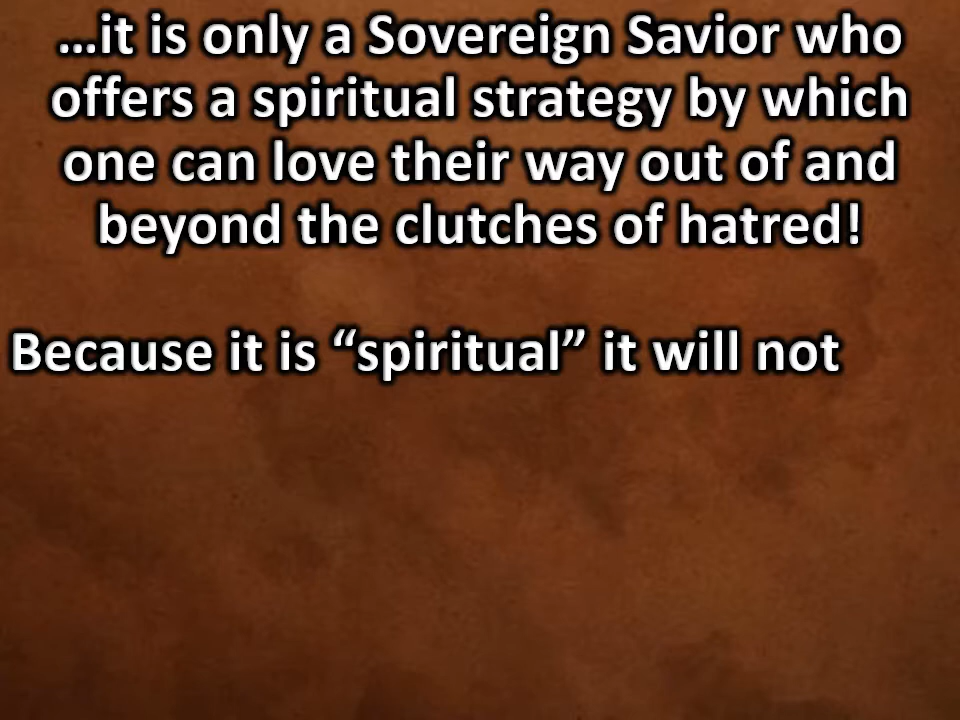 …it is only a Sovereign Savior who
offers a spiritual strategy by which
one can love their way out of and
beyond the clutches of hatred!
Because it is “spiritual” it will not